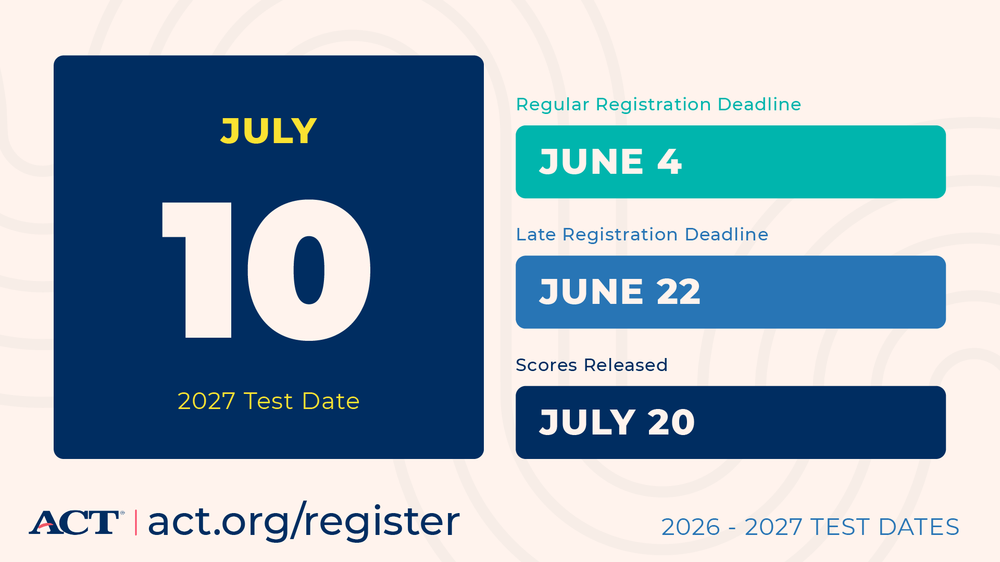 JULY
10
2027 Test Date
Regular Registration Deadline
JUNE 4
Late Registration Deadline
JUNE 22
Scores Released
JULY 20
ACT® | act.org/register
2026 - 2027 TEST DATES